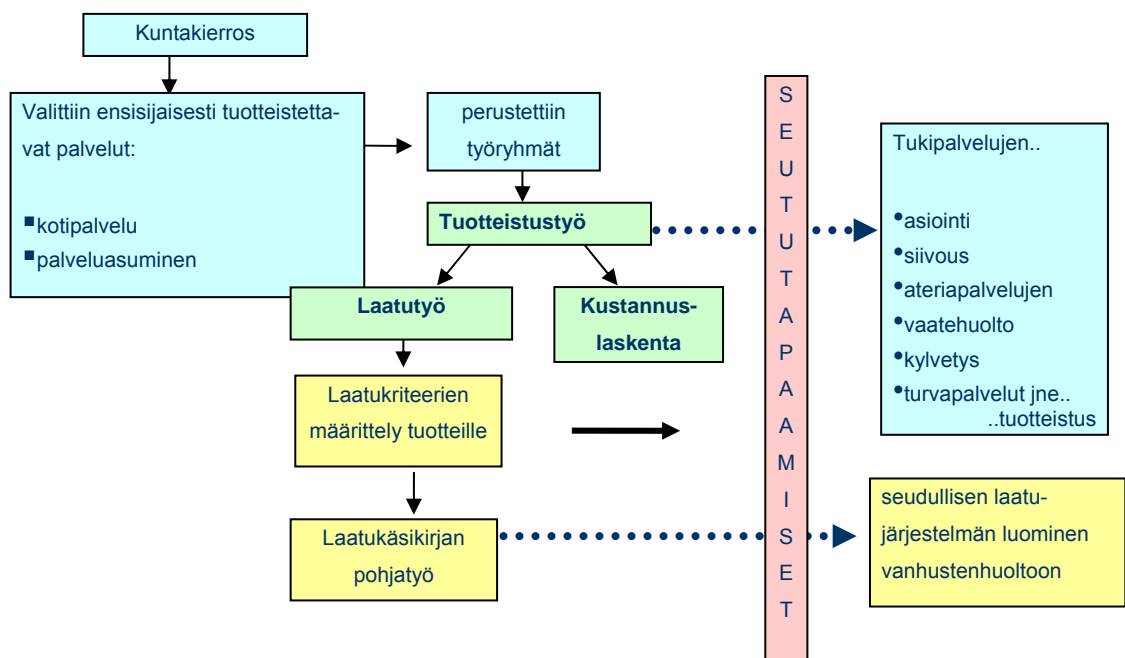 Kuntakierros
Valittiin ensisijaisesti tuotteistetta-
vat palvelut:
▪kotipalvelu
▪palveluasuminen
perustettiin
työryhmät
Tuotteistustyö
Laatutyö
Kustannus-
laskenta
Laatukriteerien
määrittely tuotteille
Laatukäsikirjan
pohjatyö
S
E
U
T
U
T
A
P
A
A
M
I
S
E
T
Tukipalvelujen..
•asiointi
•siivous
•ateriapalvelujen
•vaatehuolto
•kylvetys
•turvapalvelut jne..
..tuotteistus
seudullisen laatu-
järjestelmän luominen
vanhustenhuoltoon